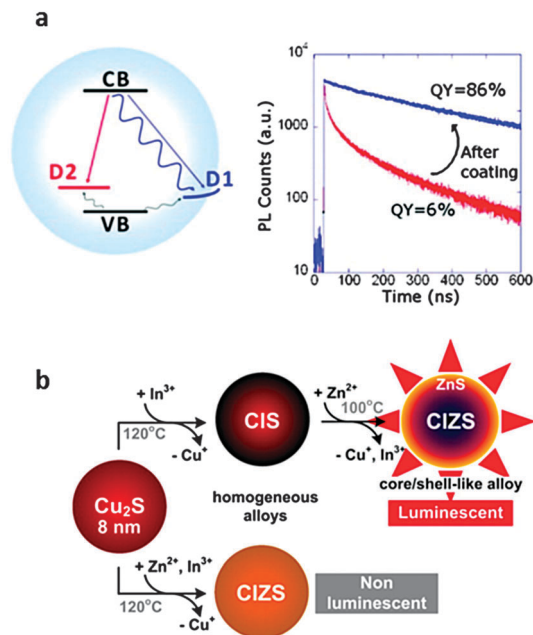 a
CB
D2
D1
VB
PL Counts (a.u.)
10⁴
1000
100
10
QY=86%
After
coating
QY=6%
0 100 200 300 400 500 600
Time (ns)
b
+ In³⁺
120°C
- Cu⁺
CIS
+ Zn²⁺
100°C
- Cu⁺, In³⁺
ZnS
CIZS
core/shell-like alloy
Luminescent
homogeneous
alloys
Cu₂S
8 nm
+ Zn²⁺, In³⁺
120°C
- Cu⁺
CIZS
Non
luminescent